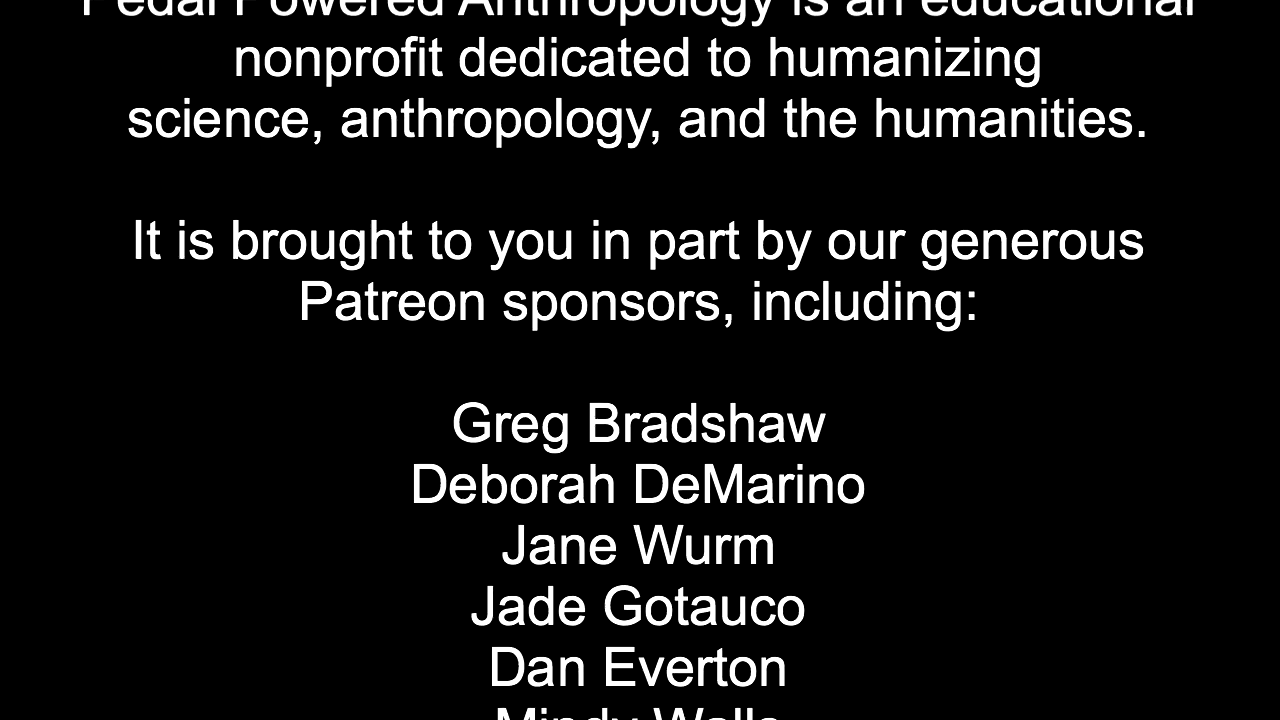 Pedal Powered Anthropology is an educational
nonprofit dedicated to humanizing
science, anthropology, and the humanities.
It is brought to you in part by our generous
Patreon sponsors, including:
Greg Bradshaw
Deborah DeMarino
Jane Wurm
Jade Gotauco
Dan Everton
Mindy